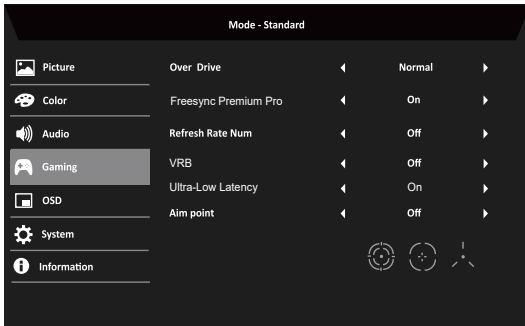 Mode - Standard
Picture
Over Drive Normal
Color
Freesync Premium Pro On
Audio
Refresh Rate Num Off
Gaming
VRB Off
Ultra-Low Latency On
OSD
Aim point Off
System
Information